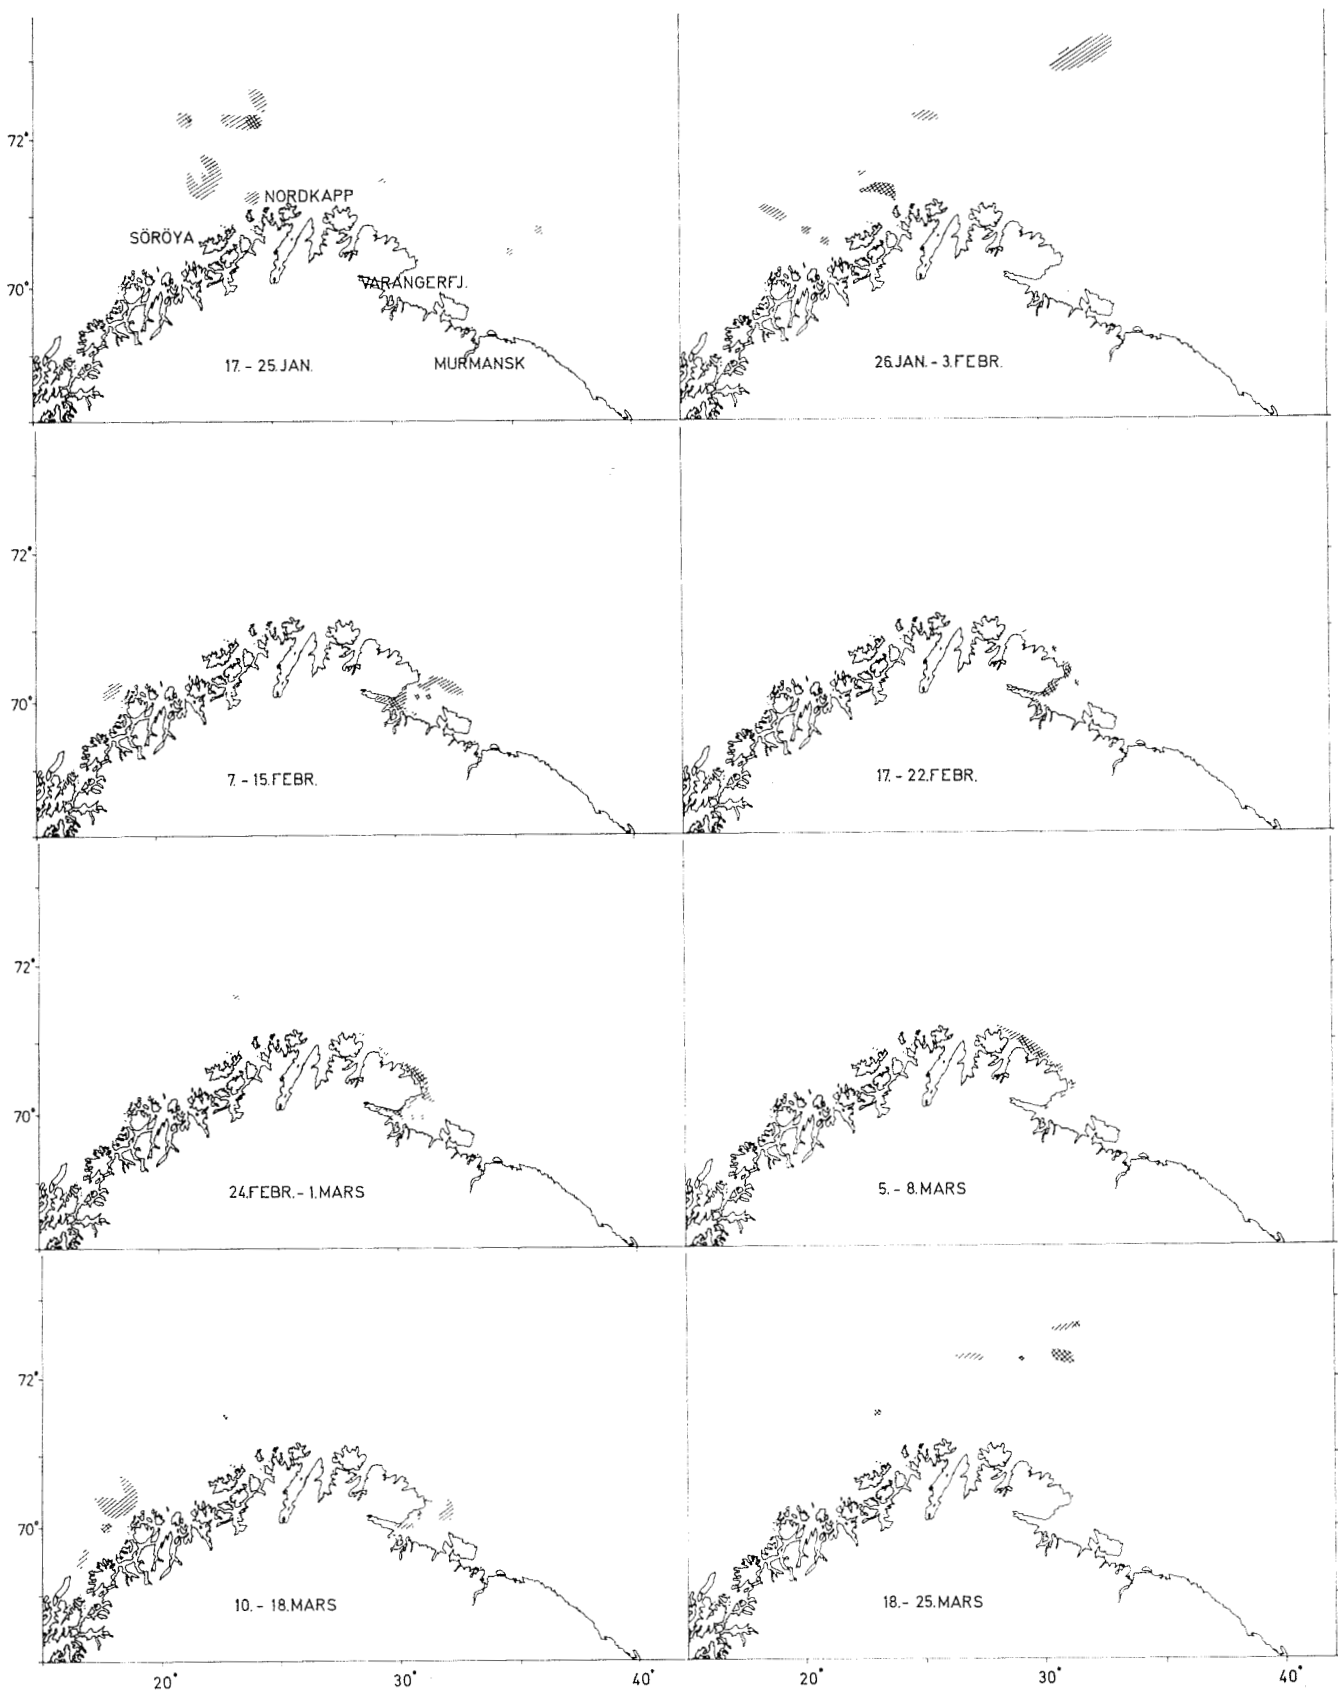 72°
NORDKAPP
SÖRÖYA
VARANGERFJ.
70°
MURMANSK
17. - 25. JAN.
26.JAN. - 3.FEBR.
72°
70°
7. - 15. FEBR.
17. - 22. FEBR.
72°
70°
24.FEBR. - 1.MARS
5. - 8. MARS
72°
70°
10. - 18. MARS
18. - 25. MARS
20° 30° 40° 20° 30° 40°